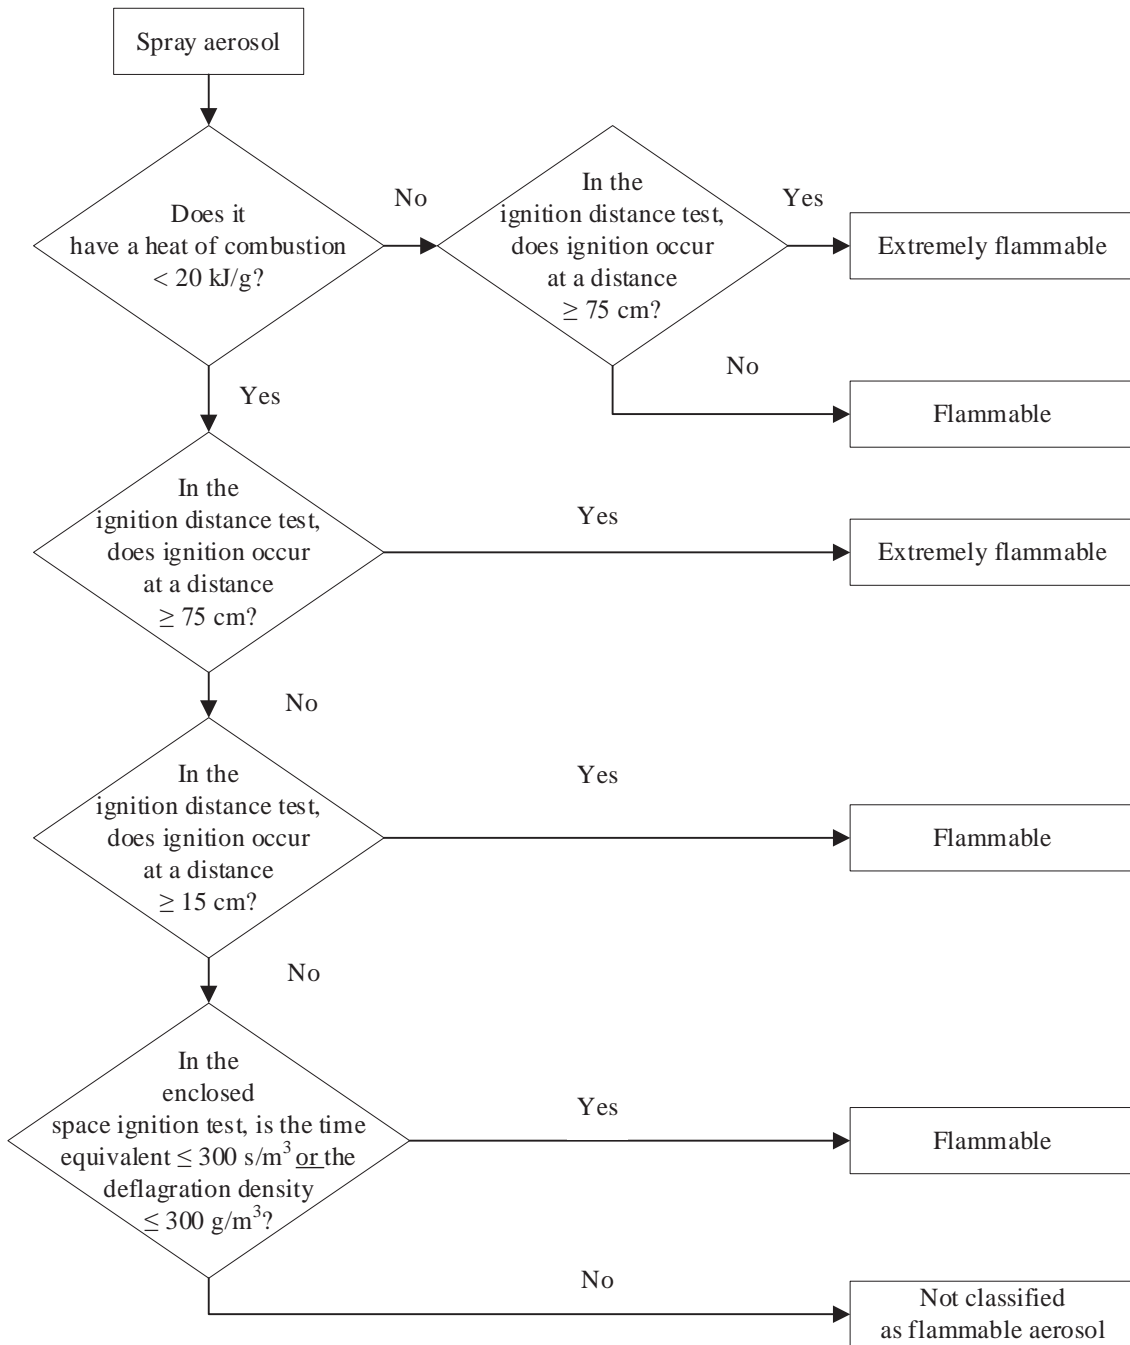 Spray aerosol
Does it
have a heat of combustion
< 20 kJ/g?
No
In the
ignition distance test,
does ignition occur
at a distance
≥ 75 cm?
Yes
Extremely flammable
No
Flammable
Yes
In the
ignition distance test,
does ignition occur
at a distance
≥ 75 cm?
Yes
Extremely flammable
No
In the
ignition distance test,
does ignition occur
at a distance
≥ 15 cm?
Yes
Flammable
No
In the
enclosed
space ignition test, is the time
equivalent ≤ 300 s/m³ or the
deflagration density
≤ 300 g/m³?
Yes
Flammable
No
Not classified
as flammable aerosol